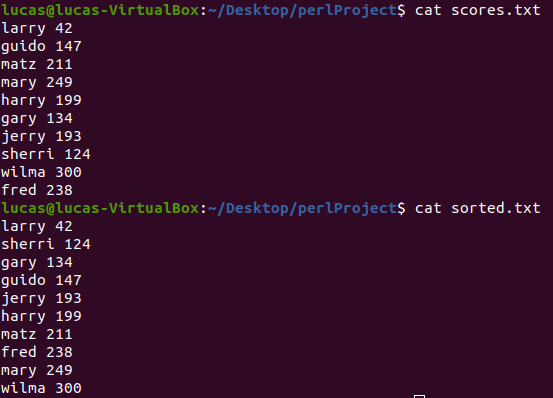 lucas@lucas-VirtualBox:~/Desktop/perlProject$ cat scores.txt
larry 42
guido 147
matz 211
mary 249
harry 199
gary 134
jerry 193
sherri 124
wilma 300
fred 238
lucas@lucas-VirtualBox:~/Desktop/perlProject$ cat sorted.txt
larry 42
sherri 124
gary 134
guido 147
jerry 193
harry 199
matz 211
fred 238
mary 249
wilma 300